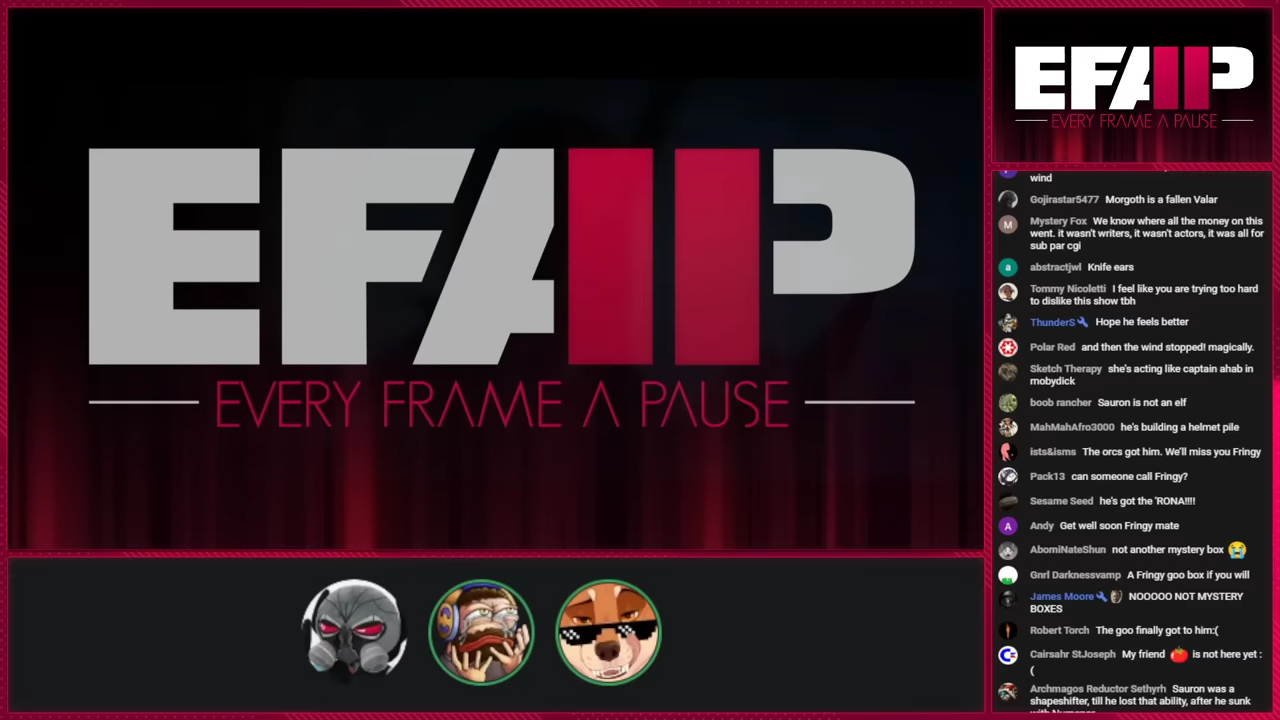 EFAP
EVERY FRAME A PAUSE
EFAP
EVERY FRAME A PAUSE
wind
Gojirastar5477 Morgoth is a fallen Valar
Mystery Fox We know where all the money on this
went. it wasn't writers, it wasn't actors, it was all for
sub par cgi
abstractjwl Knife ears
Tommy Nicoletti I feel like you are trying too hard
to dislike this show tbh
ThunderS Hope he feels better
Polar Red and then the wind stopped! magically.
Sketch Therapy she's acting like captain ahab in
mobydick
boob rancher Sauron is not an elf
MahMahAfro3000 he's building a helmet pile
ists&isms The orcs got him. We'll miss you Fringy
Pack13 can someone call Fringy?
Sesame Seed he's got the 'RONA!!!!
A Andy Get well soon Fringy mate
AbomiNateShun not another mystery box 😭
Gnrl Darknessvamp A Fringy goo box if you will
James Moore NOOOOO NOT MYSTERY
BOXES
Robert Torch The goo finally got to him:(
Cairsahr StJoseph My friend 🍅 is not here yet :
(
Archmagos Reductor Sethyrh Sauron was a
shapeshifter, till he lost that ability, after he sunk